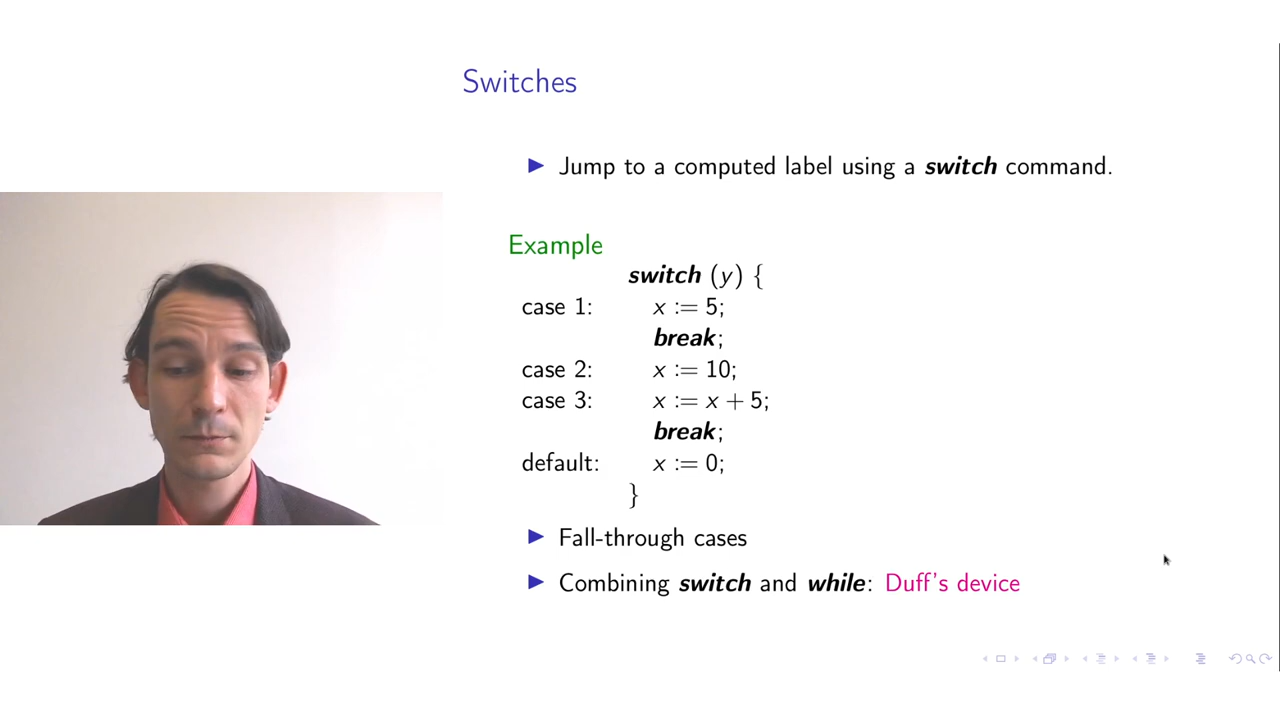 Switches
▶ Jump to a computed label using a switch command.
Example
switch (y) {
case 1: x := 5;
break;
case 2: x := 10;
case 3: x := x + 5;
break;
default: x := 0;
}
▶ Fall-through cases
▶ Combining switch and while: Duff's device